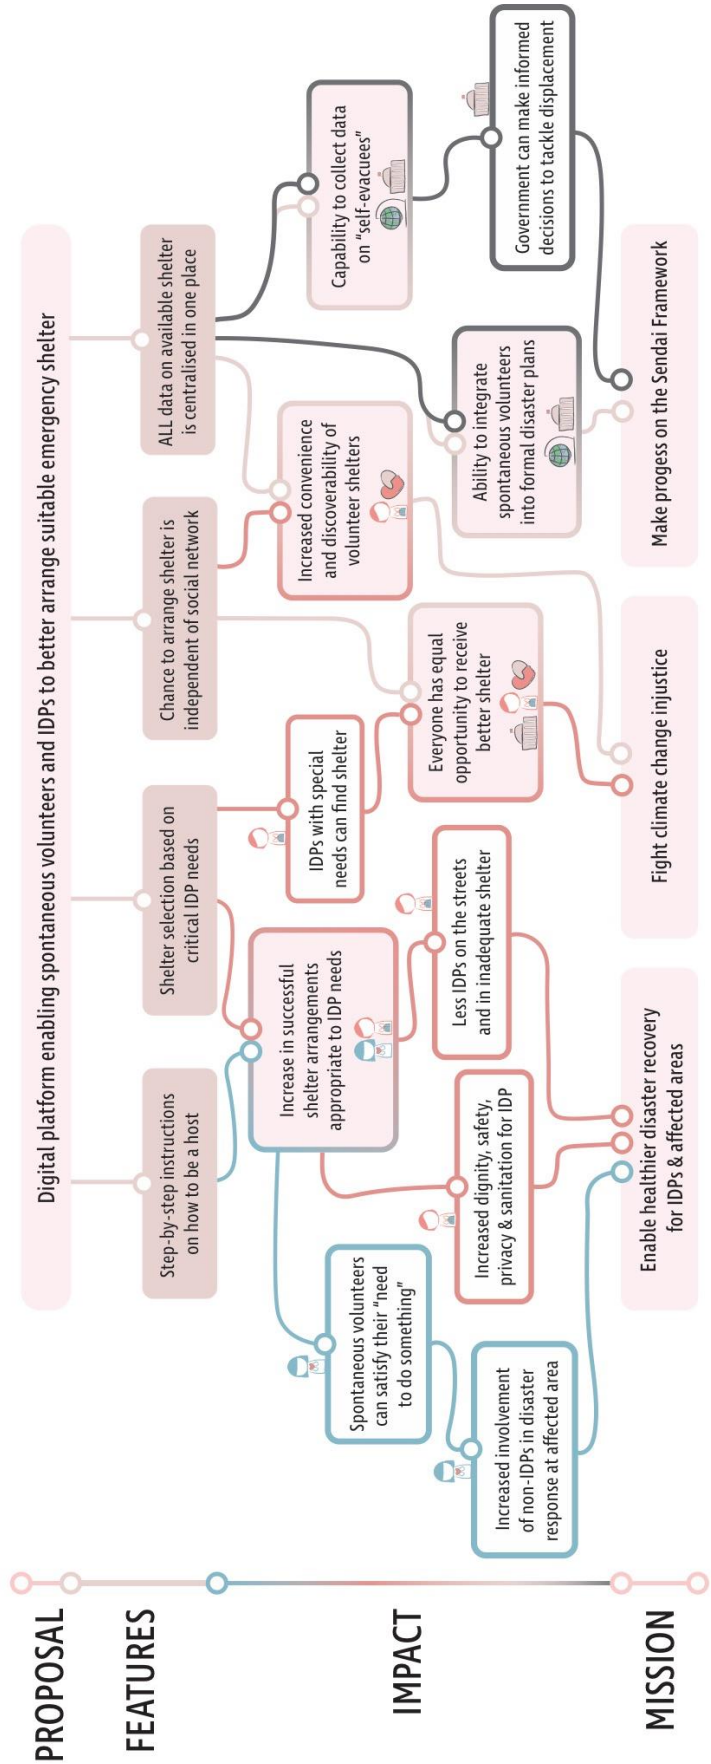 PROPOSAL
Digital platform enabling spontaneous volunteers and IDPs to better arrange suitable emergency shelter
FEATURES
Step-by-step instructions
on how to be a host
Shelter selection based on
critical IDP needs
Chance to arrange shelter is
independent of social network
ALL data on available shelter
is centralised in one place
IMPACT
Increase in successful
shelter arrangements
appropriate to IDP needs
IDPs with special
needs can find shelter
Increased convenience
and discoverability of
volunteer shelters
Capability to collect data
on “self-evacuees”
Spontaneous volunteers
can satisfy their “need
to do something”
Everyone has equal
opportunity to receive
better shelter
Less IDPs on the streets
and in inadequate shelter
Ability to integrate
spontaneous volunteers
into formal disaster plans
Increased dignity, safety,
privacy & sanitation for IDP
Increased involvement
of non-IDPs in disaster
response at affected area
Government can make informed
decisions to tackle displacement
MISSION
Enable healthier disaster recovery
for IDPs & affected areas
Fight climate change injustice
Make progess on the Sendai Framework